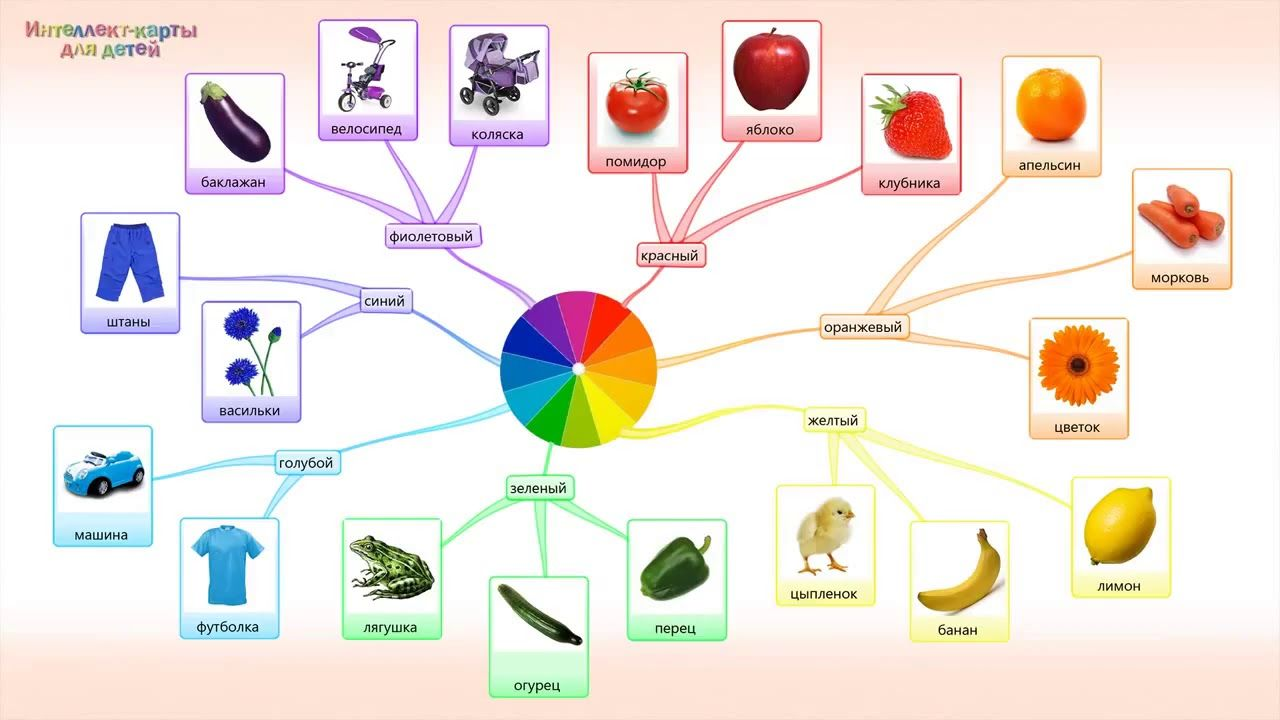 Интеллект-карты
для детей
баклажан
велосипед
коляска
фиолетовый
помидор
яблоко
клубника
красный
апельсин
морковь
цветок
оранжевый
штаны
васильки
синий
желтый
цыпленок
банан
лимон
голубой
машина
футболка
зеленый
лягушка
огурец
перец